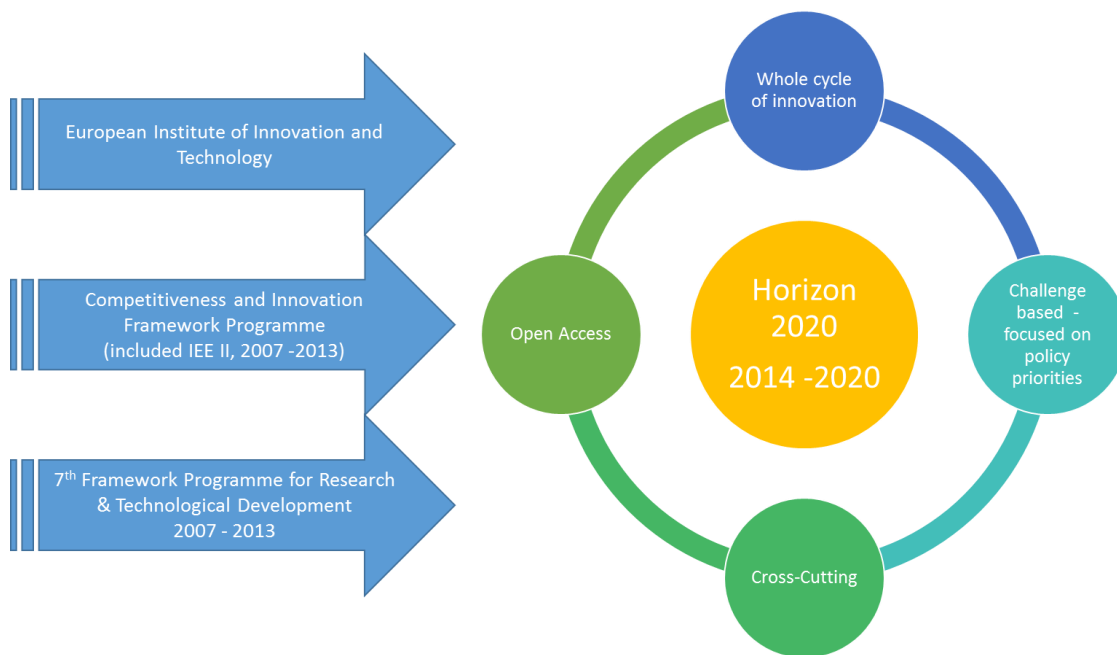 European Institute of Innovation and
Technology
Competitiveness and Innovation
Framework Programme
(included IEE II, 2007 -2013)
7th Framework Programme for Research
& Technological Development
2007 - 2013
Whole cycle
of innovation
Open Access
Horizon
2020
2014 -2020
Challenge
based -
focused on
policy
priorities
Cross-Cutting